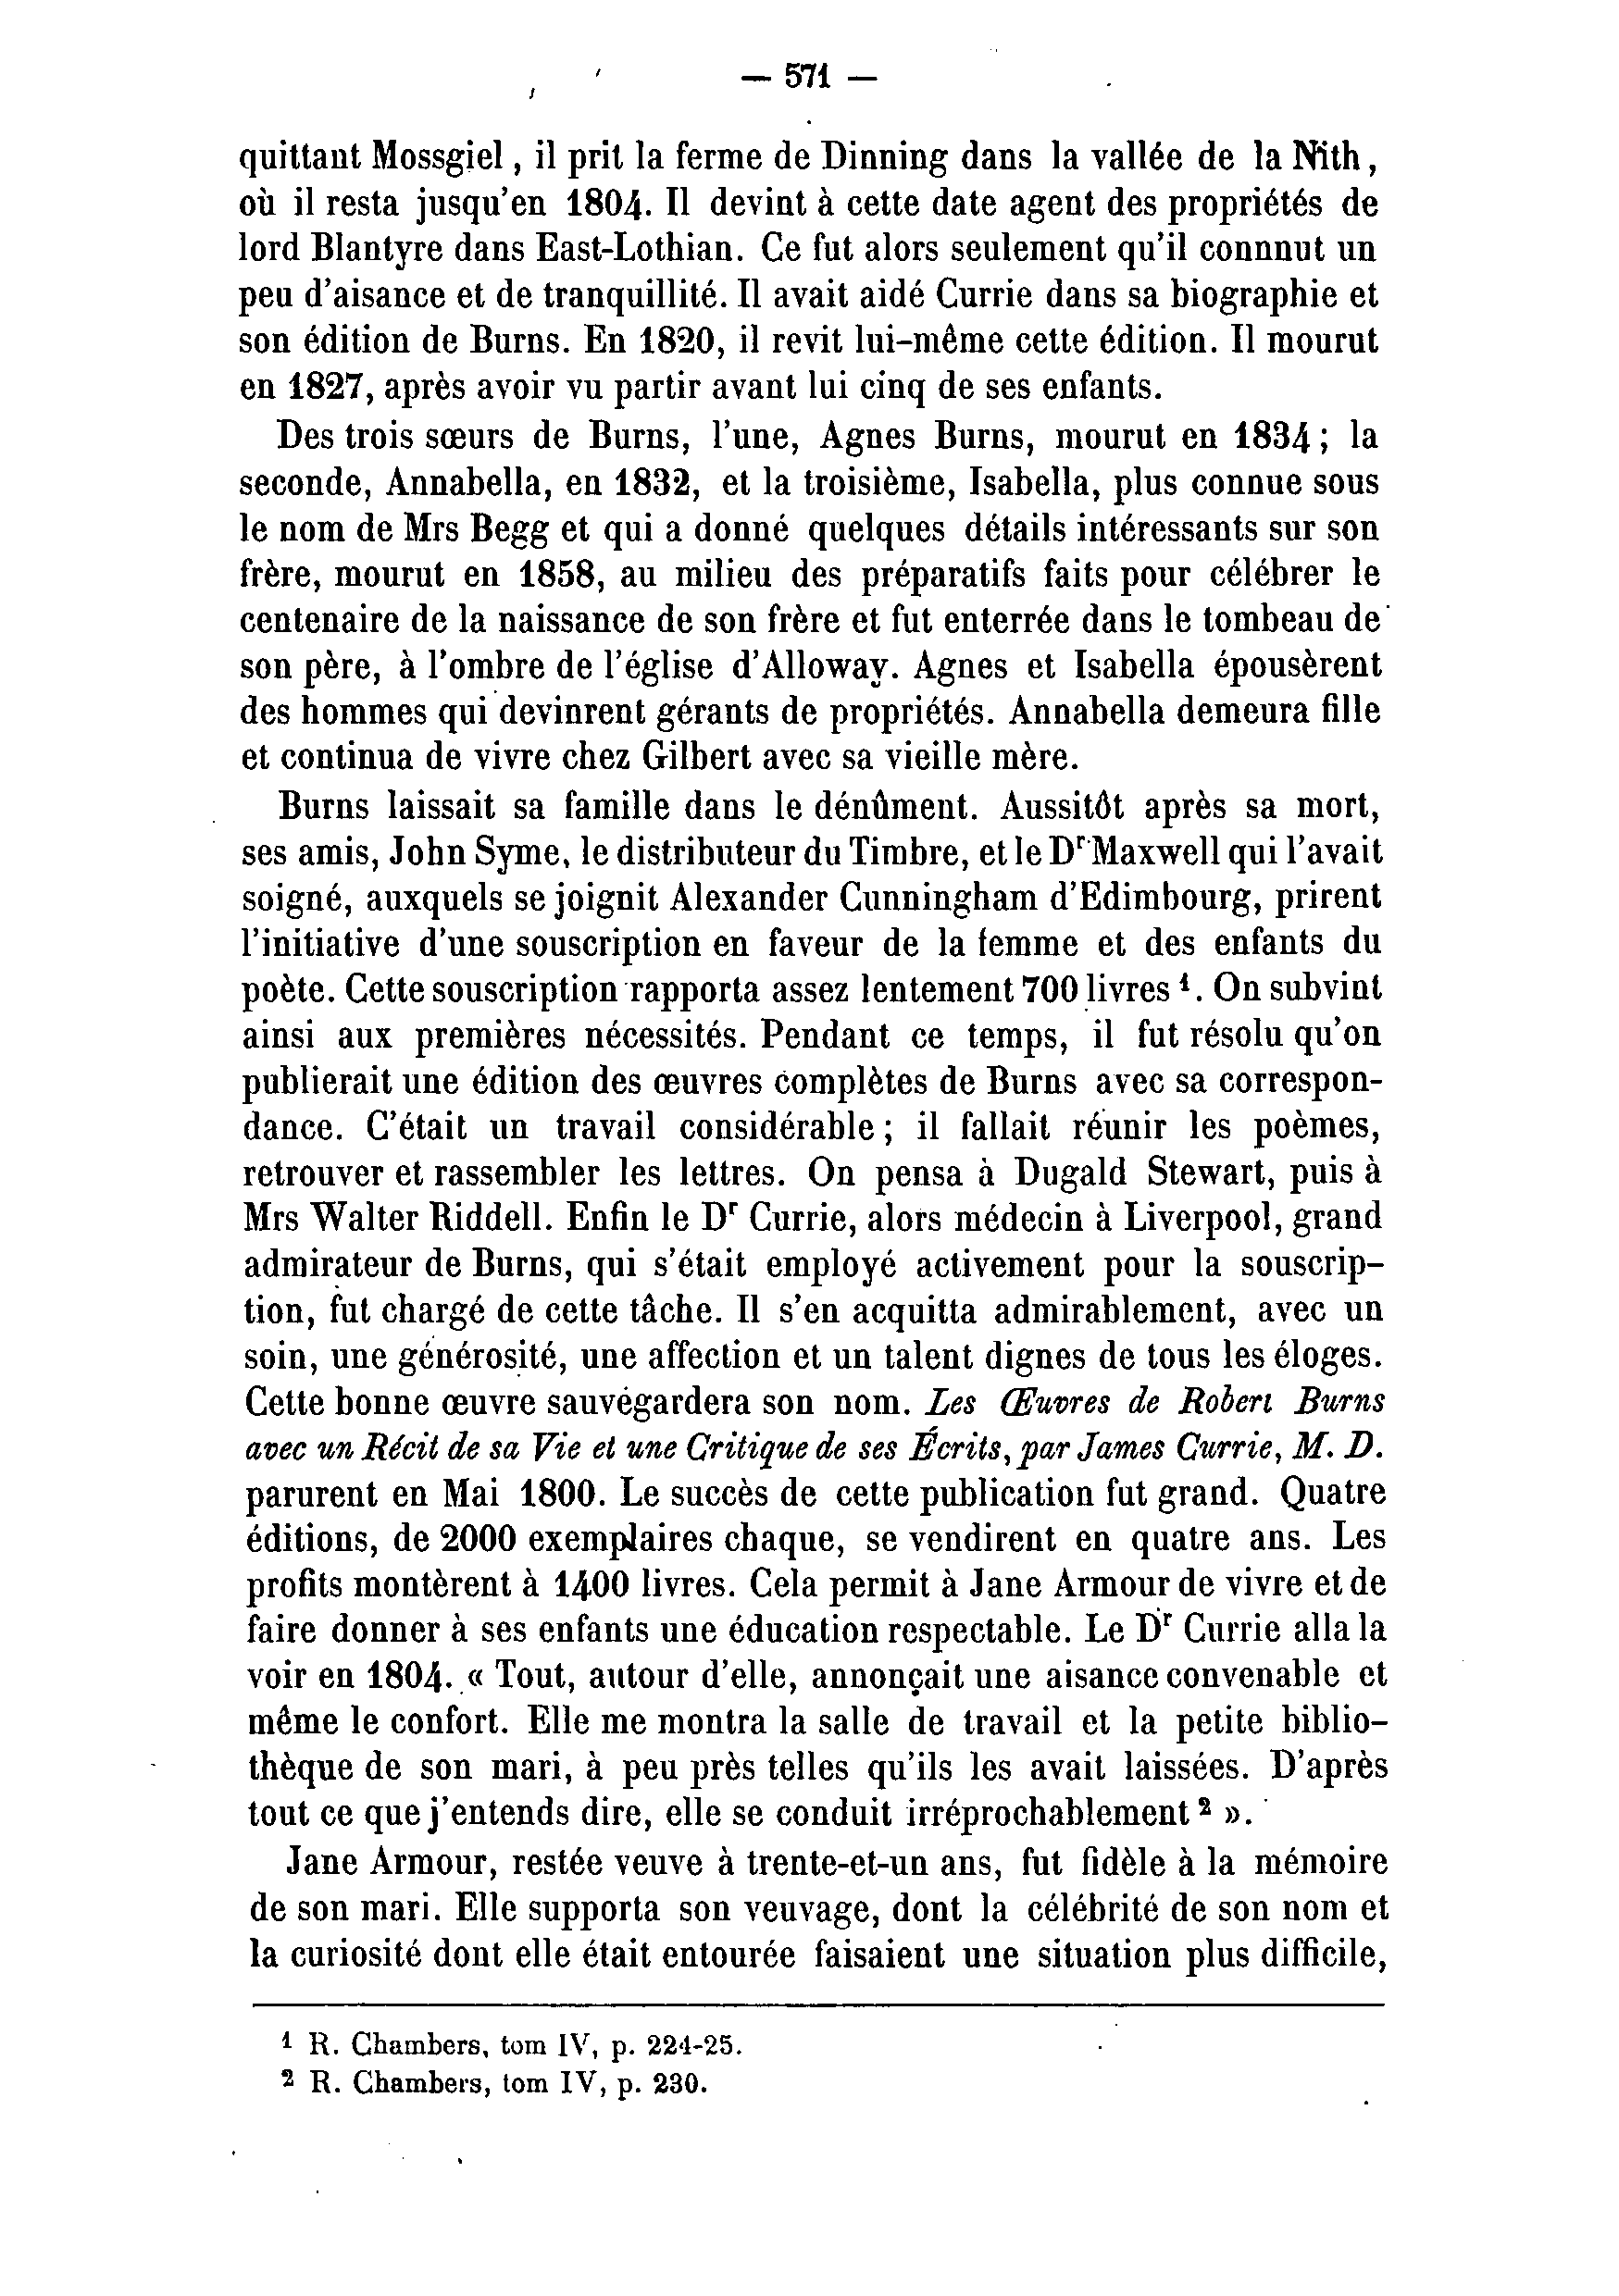 — 571 —
quittant Mossgiel, il prit la ferme de Dinning dans la vallée de la Nith,
où il resta jusqu'en 1804. Il devint à cette date agent des propriétés de
lord Blantyre dans East-Lothian. Ce fut alors seulement qu'il connnut un
peu d'aisance et de tranquillité. Il avait aidé Currie dans sa biographie et
son édition de Burns. En 1820, il revit lui-même cette édition. Il mourut
en 1827, après avoir vu partir avant lui cinq de ses enfants.
Des trois sœurs de Burns, l'une, Agnes Burns, mourut en 1834; la
seconde, Annabella, en 1832, et la troisième, Isabella, plus connue sous
le nom de Mrs Begg et qui a donné quelques détails intéressants sur son
frère, mourut en 1858, au milieu des préparatifs faits pour célébrer le
centenaire de la naissance de son frère et fut enterrée dans le tombeau de
son père, à l'ombre de l'église d'Alloway. Agnes et Isabella épousèrent
des hommes qui devinrent gérants de propriétés. Annabella demeura fille
et continua de vivre chez Gilbert avec sa vieille mère.
Burns laissait sa famille dans le dénûment. Aussitôt après sa mort,
ses amis, John Syme, le distributeur du Timbre, et le Dr Maxwell qui l'avait
soigné, auxquels se joignit Alexander Cunningham d'Edimbourg, prirent
l'initiative d'une souscription en faveur de la femme et des enfants du
poète. Cette souscription rapporta assez lentement 700 livres ¹. On subvint
ainsi aux premières nécessités. Pendant ce temps, il fut résolu qu'on
publierait une édition des œuvres complètes de Burns avec sa correspon-
dance. C'était un travail considérable; il fallait réunir les poèmes,
retrouver et rassembler les lettres. On pensa à Dugald Stewart, puis à
Mrs Walter Riddell. Enfin le Dr Currie, alors médecin à Liverpool, grand
admirateur de Burns, qui s'était employé activement pour la souscrip-
tion, fut chargé de cette tâche. Il s'en acquitta admirablement, avec un
soin, une générosité, une affection et un talent dignes de tous les éloges.
Cette bonne œuvre sauvégardera son nom. Les Œuvres de Robert Burns
avec un Récit de sa Vie et une Critique de ses Écrits, par James Currie, M. D.
parurent en Mai 1800. Le succès de cette publication fut grand. Quatre
éditions, de 2000 exemplaires chaque, se vendirent en quatre ans. Les
profits montèrent à 1400 livres. Cela permit à Jane Armour de vivre et de
faire donner à ses enfants une éducation respectable. Le Dr Currie alla la
voir en 1804. « Tout, autour d'elle, annonçait une aisance convenable et
même le confort. Elle me montra la salle de travail et la petite biblio-
thèque de son mari, à peu près telles qu'ils les avait laissées. D'après
tout ce que j'entends dire, elle se conduit irréprochablement ² ».
Jane Armour, restée veuve à trente-et-un ans, fut fidèle à la mémoire
de son mari. Elle supporta son veuvage, dont la célébrité de son nom et
la curiosité dont elle était entourée faisaient une situation plus difficile,
¹ R. Chambers, tom IV, p. 224-25.
² R. Chambers, tom IV, p. 230.